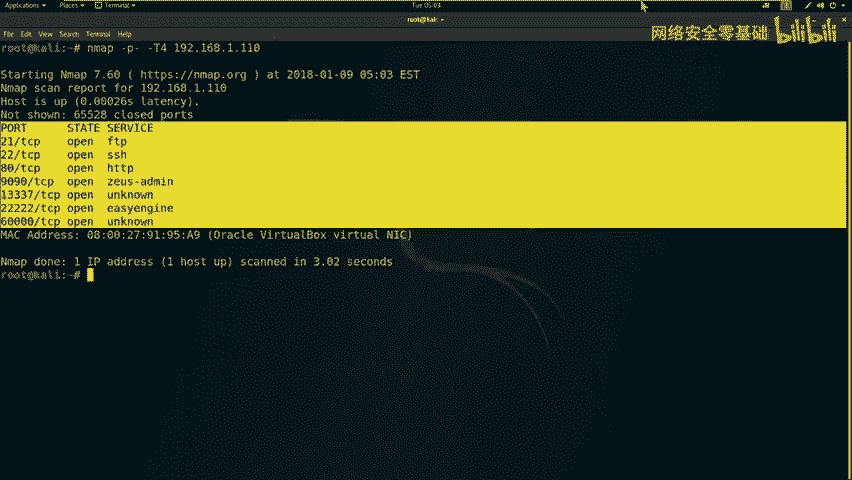 Applications Places Terminal Tue 05:03
root@kali: ~
网络安全零基础 bilibili
File Edit View Search Terminal Help
root@kali:~# nmap -p- -T4 192.168.1.110
Starting Nmap 7.60 ( https://nmap.org ) at 2018-01-09 05:03 EST
Nmap scan report for 192.168.1.110
Host is up (0.00026s latency).
Not shown: 65528 closed ports
PORT STATE SERVICE
21/tcp open ftp
22/tcp open ssh
80/tcp open http
9090/tcp open zeus-admin
13337/tcp open unknown
22222/tcp open easyengine
60000/tcp open unknown
MAC Address: 08:00:27:91:95:A9 (Oracle VirtualBox virtual NIC)
Nmap done: 1 IP address (1 host up) scanned in 3.02 seconds
root@kali:~#